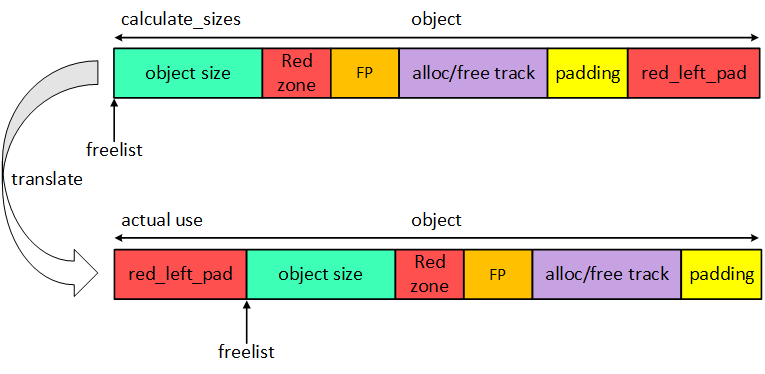 calculate_sizes object
object size Red zone FP alloc/free track padding red_left_pad
freelist
translate
actual use object
red_left_pad object size Red zone FP alloc/free track padding
freelist